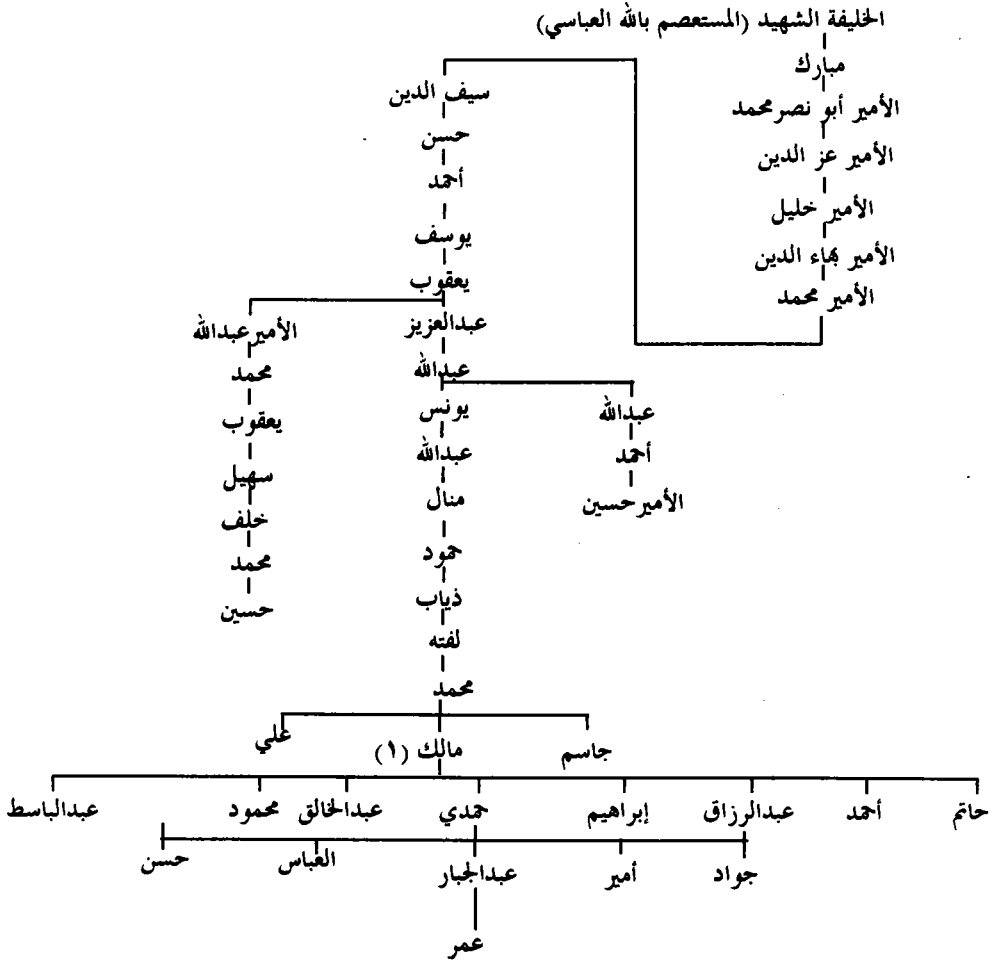 الخليفة الشهيد (المستعصم بالله العباسي)
مبارك
الأمير أبو نصرمحمد
الأمير عز الدين
الأمير خليل
الأمير بهاء الدين
الأمير محمد
سيف الدين
حسن
أحمد
يوسف
يعقوب
عبدالعزيز
الأمير عبدالله
عبدالله
محمد
عبدالله
يونس
يعقوب
أحمد
عبدالله
سهيل
الأمير حسين
منال
خلف
حمود
محمد
ذياب
حسين
لفته
محمد
جاسم
مالك (١)
علي
حاتم
أحمد
عبدالرزاق
إبراهيم
حمدي
عبدالخالق
محمود
عبدالباسط
جواد
أمير
عبدالجبار
العباس
حسن
عمر